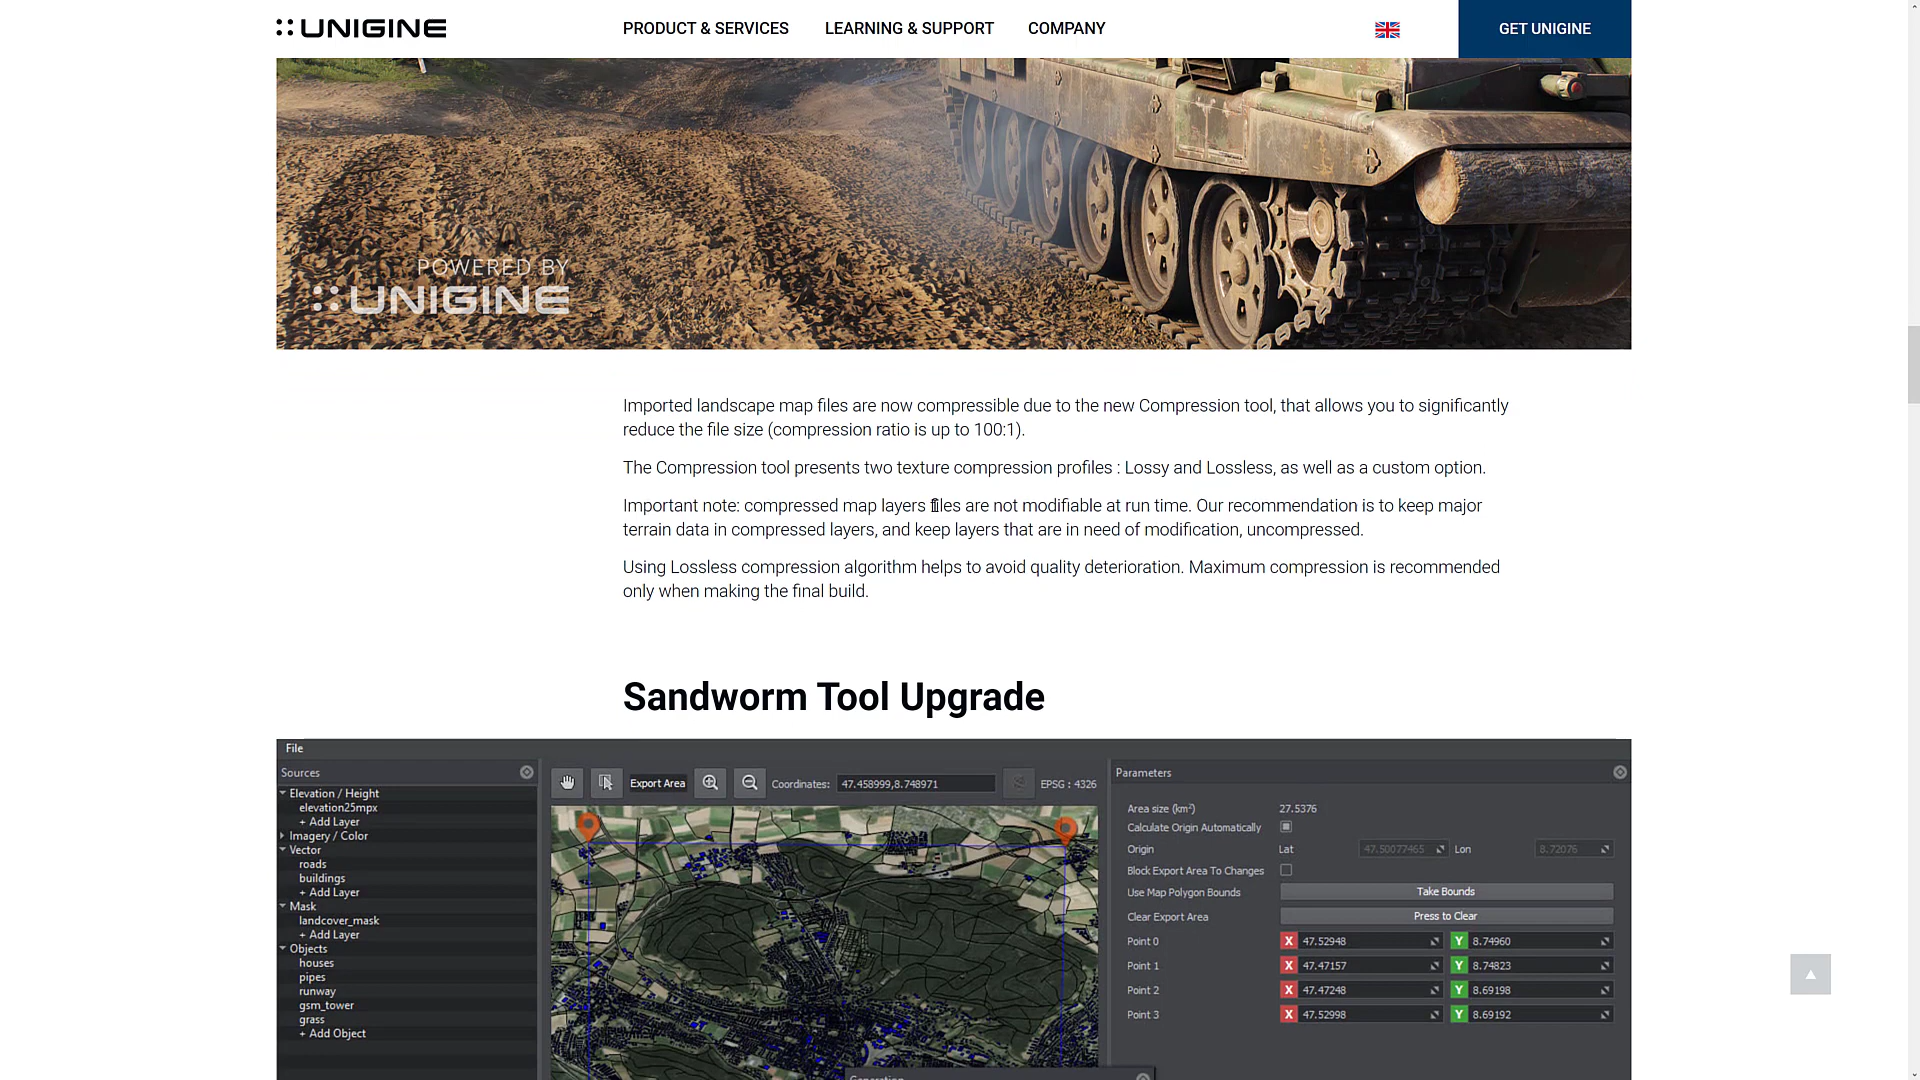 UNIGINE
PRODUCT & SERVICES
LEARNING & SUPPORT
COMPANY
GET UNIGINE
POWERED BY
UNIGINE
Imported landscape map files are now compressible due to the new Compression tool, that allows you to significantly
reduce the file size (compression ratio is up to 100:1).
The Compression tool presents two texture compression profiles : Lossy and Lossless, as well as a custom option.
Important note: compressed map layers files are not modifiable at run time. Our recommendation is to keep major
terrain data in compressed layers, and keep layers that are in need of modification, uncompressed.
Using Lossless compression algorithm helps to avoid quality deterioration. Maximum compression is recommended
only when making the final build.
Sandworm Tool Upgrade
File
Sources
Elevation / Height
elevation25mpx
+ Add Layer
Imagery / Color
Vector
roads
buildings
+ Add Layer
Mask
landcover_mask
+ Add Layer
Objects
houses
pipes
runway
gsm_tower
grass
+ Add Object
Export Area
Coordinates: 47.458999,8.748971
EPSG : 4326
Parameters
Area size (km²) 27.5376
Calculate Origin Automatically
Origin Lat 47.50077465 Lon 8.72076
Block Export Area To Changes
Use Map Polygon Bounds Take Bounds
Clear Export Area Press to Clear
Point 0 X 47.52948 Y 8.74960
Point 1 X 47.47157 Y 8.74823
Point 2 X 47.47248 Y 8.69198
Point 3 X 47.52998 Y 8.69192